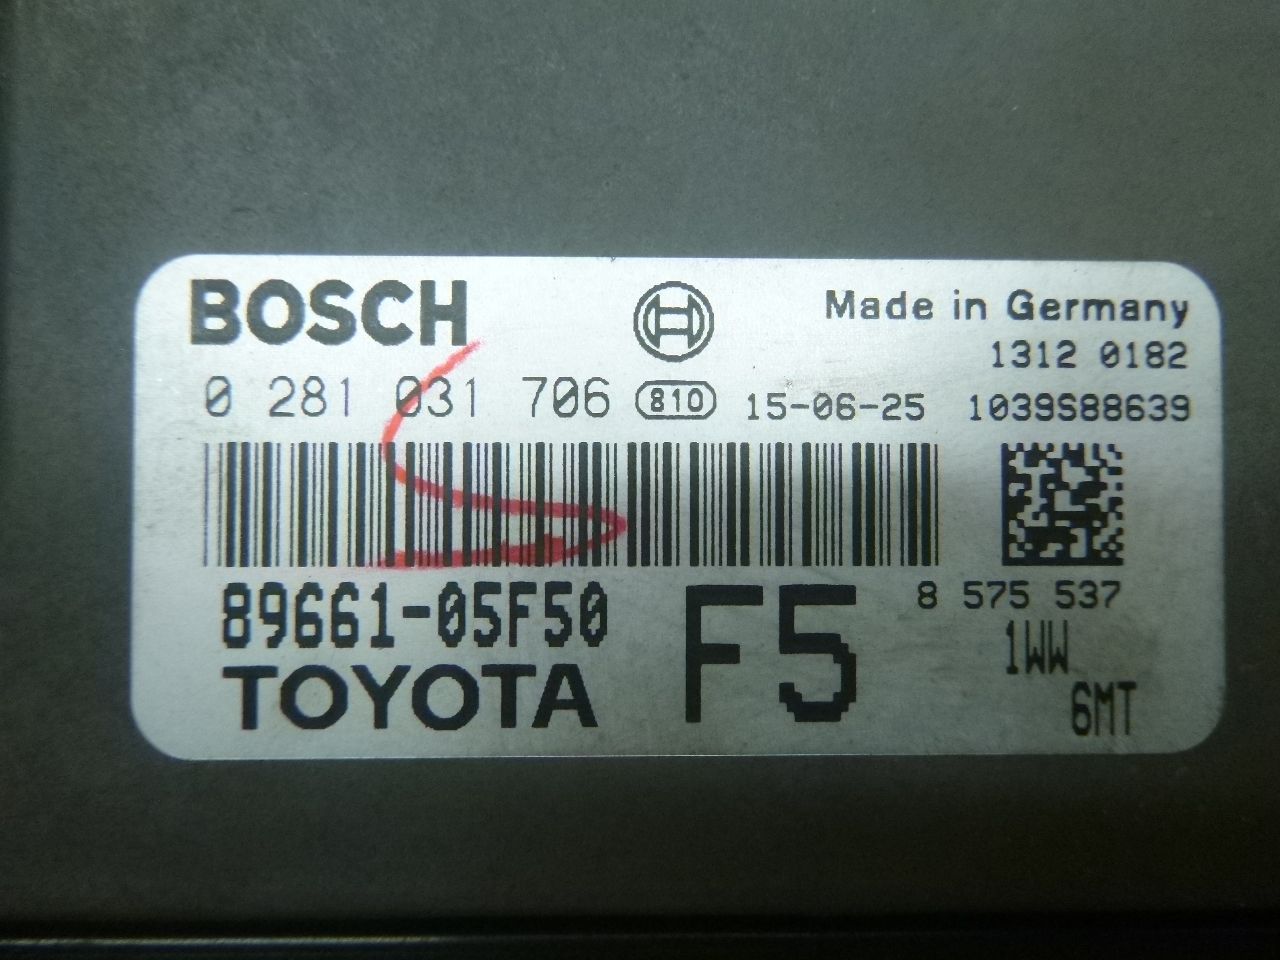 BOSCH
Made in Germany
1312 0182
0 281 031 706 810 15-06-25 1039S88639
89661-05F50
F5
8 575 537
TOYOTA
1WW
6MT